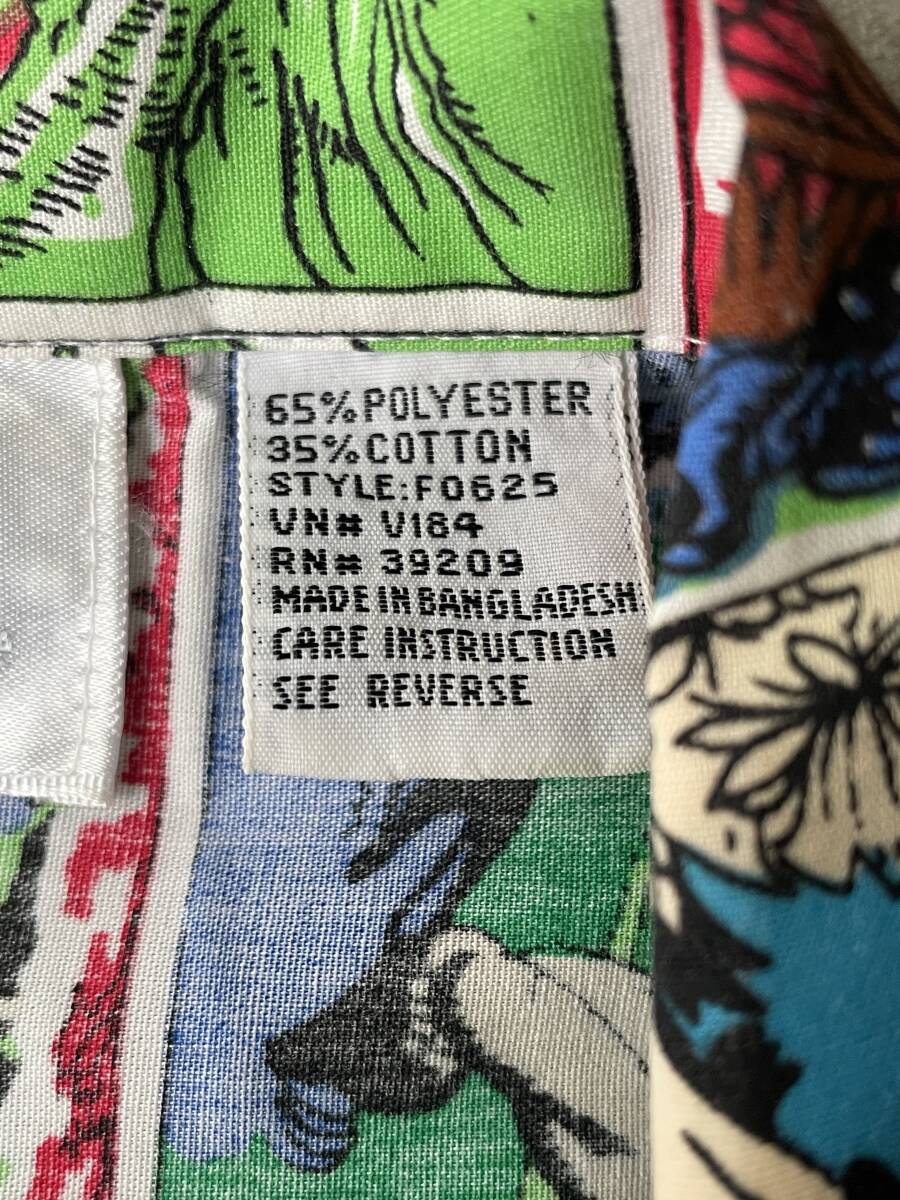 65% POLYESTER
35% COTTON
STYLE: F0625
VN# V184
RN# 39209
MADE IN BANGLADESH
CARE INSTRUCTION
SEE REVERSE